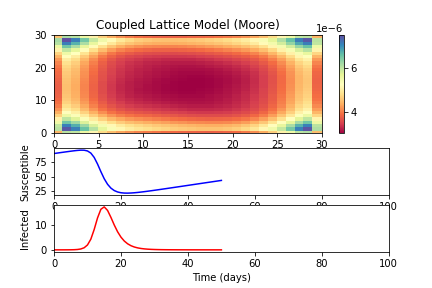 Coupled Lattice Model (Moore)
1e−6
30
20
10
0
0 5 10 15 20 25 30
6
4
Susceptible
75
50
25
0 20 40 60 80 100
Infected
10
0
0 20 40 60 80 100
Time (days)